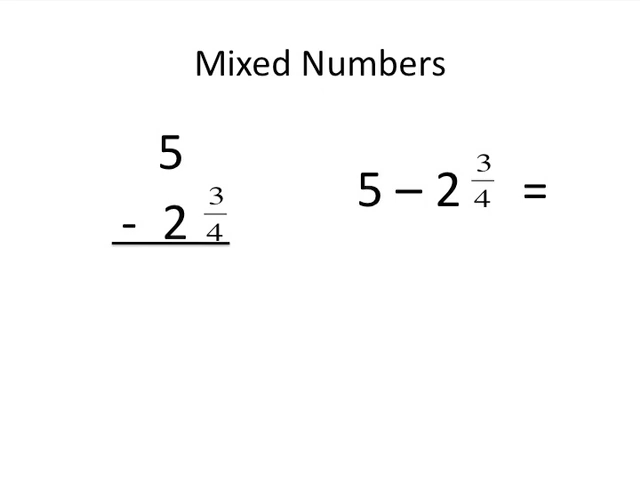 Mixed Numbers
5
- 2 3/4
5 – 2 3/4 =